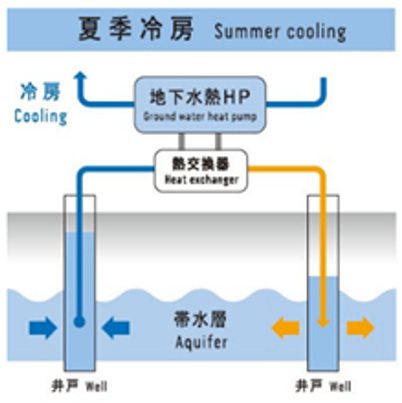 夏季冷房 Summer cooling
冷房
Cooling
地下水熱HP
Ground water heat pump
熱交換器
Heat exchanger
帯水層
Aquifer
井戸 Well
井戸 Well